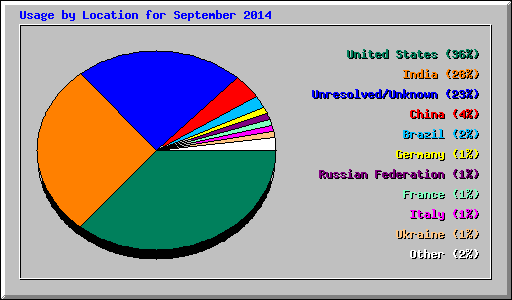 Usage by Location for September 2014
United States (36%)
India (28%)
Unresolved/Unknown (23%)
China (4%)
Brazil (2%)
Germany (1%)
Russian Federation (1%)
France (1%)
Italy (1%)
Ukraine (1%)
Other (2%)